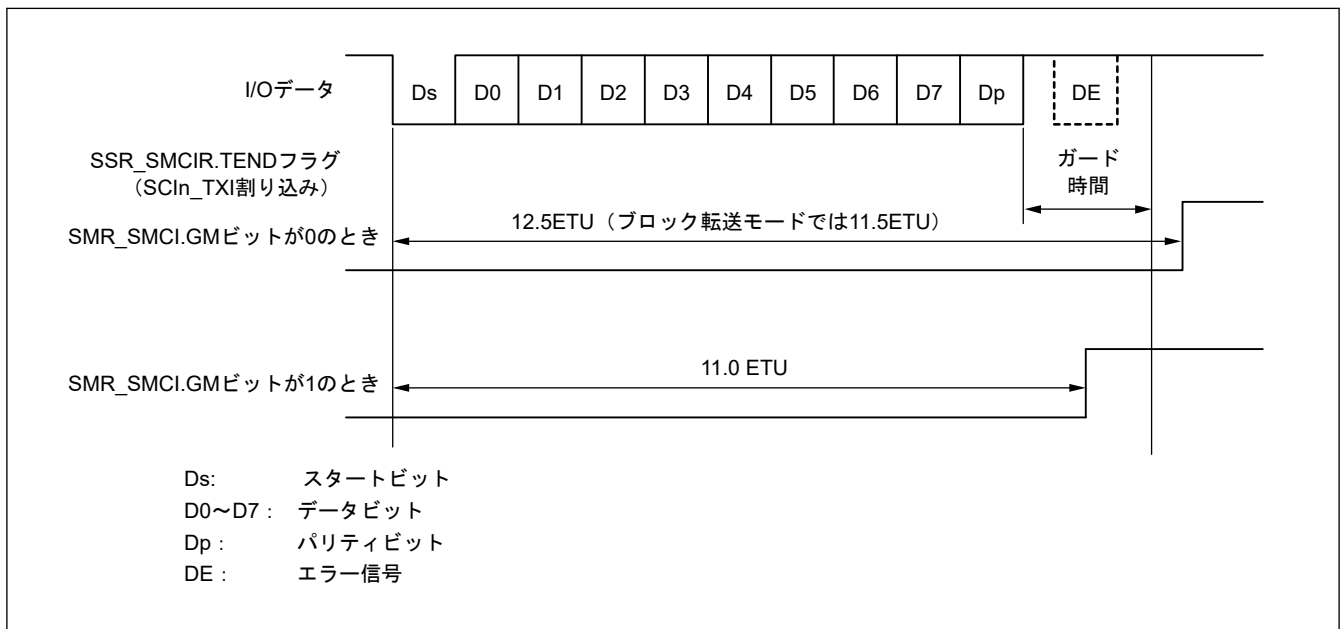 I/Oデータ
Ds D0 D1 D2 D3 D4 D5 D6 D7 Dp DE
SSR_SMCIR.TENDフラグ
（SCIn_TXI割り込み）
ガード
時間
SMR_SMCI.GMビットが0のとき
12.5ETU（ブロック転送モードでは11.5ETU）
SMR_SMCI.GMビットが1のとき
11.0 ETU
Ds: スタートビット
D0～D7： データビット
Dp： パリティビット
DE： エラー信号